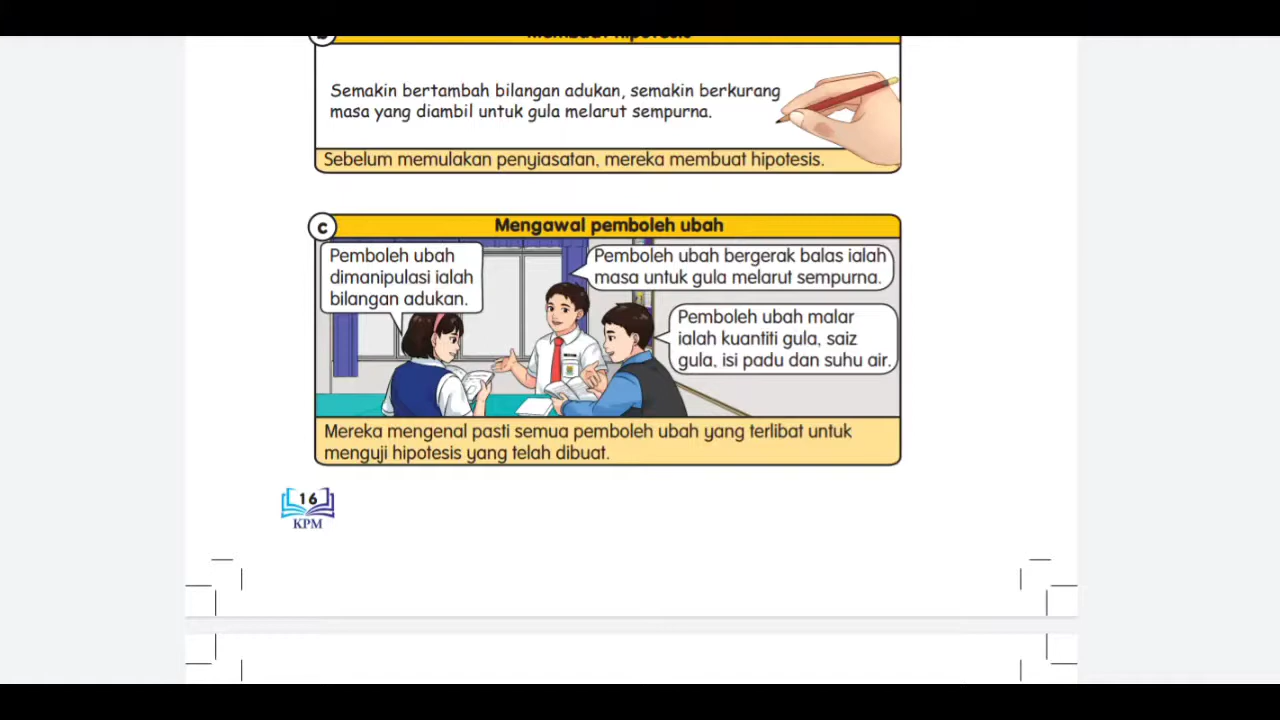 b
Membuat hipotesis
Semakin bertambah bilangan adukan, semakin berkurang
masa yang diambil untuk gula melarut sempurna.
Sebelum memulakan penyiasatan, mereka membuat hipotesis.
c
Mengawal pemboleh ubah
Pemboleh ubah
dimanipulasi ialah
bilangan adukan.
Pemboleh ubah bergerak balas ialah
masa untuk gula melarut sempurna.
Pemboleh ubah malar
ialah kuantiti gula, saiz
gula, isi padu dan suhu air.
Mereka mengenal pasti semua pemboleh ubah yang terlibat untuk
menguji hipotesis yang telah dibuat.
16
KPM